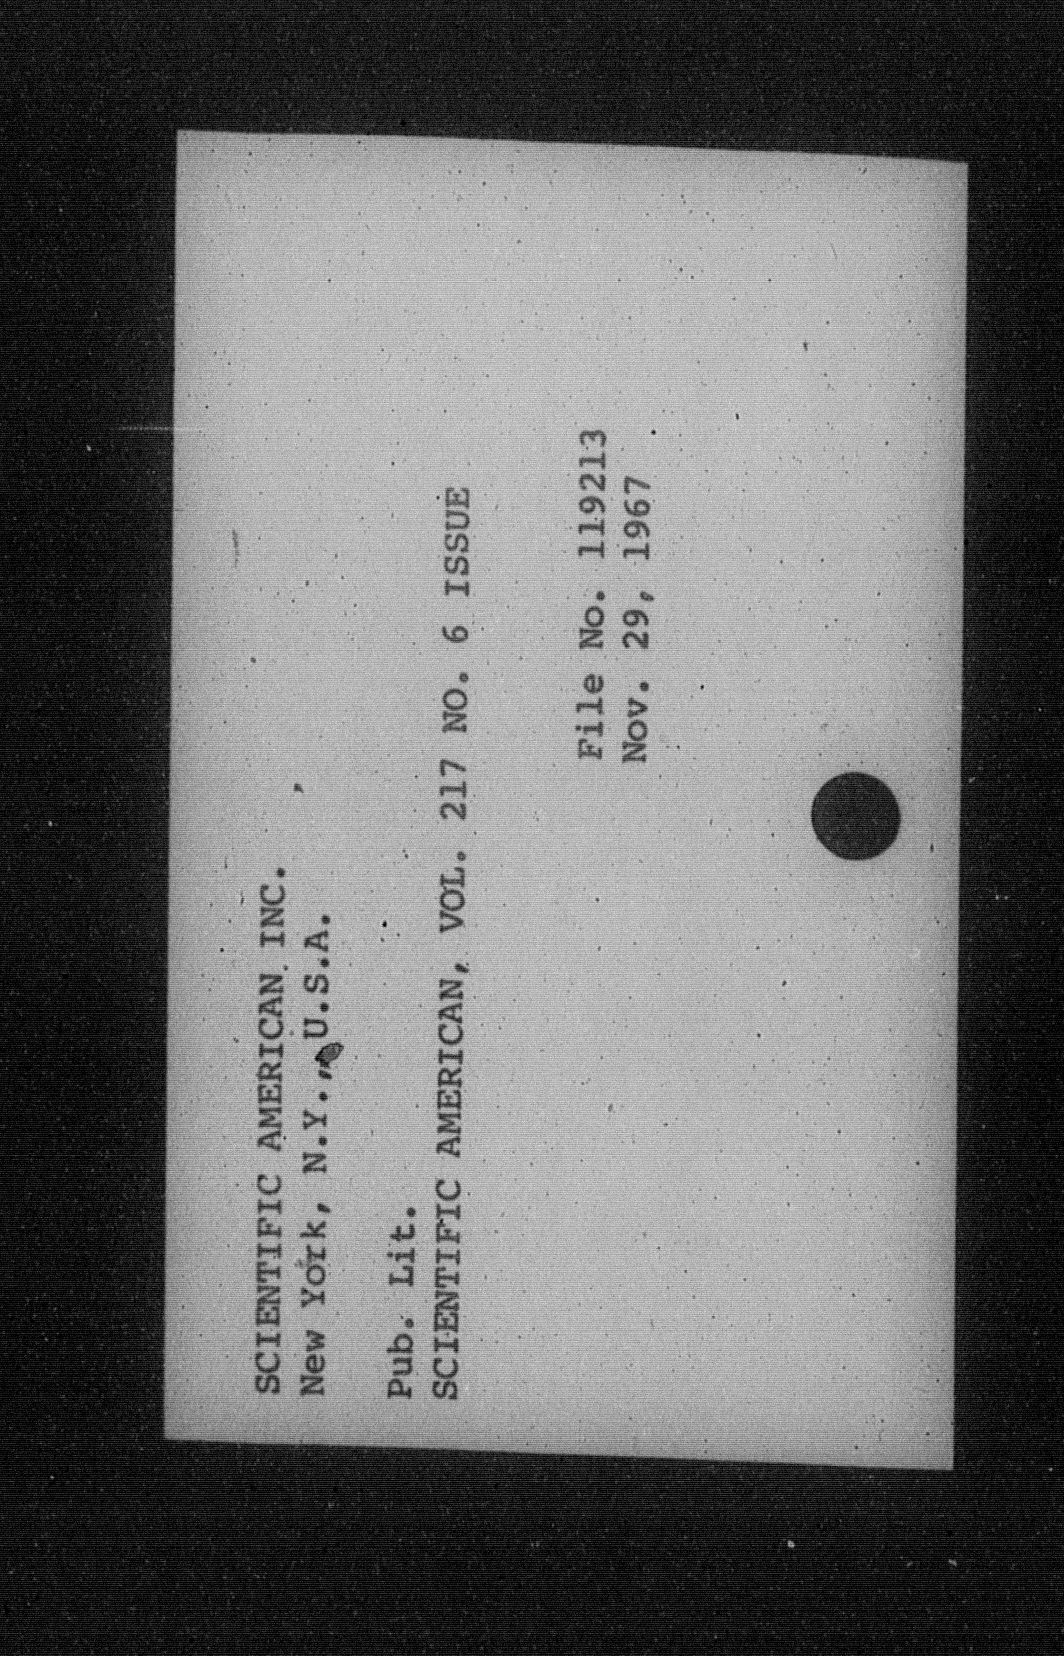 SCIENTIFIC AMERICAN INC.
New York, N.Y., U.S.A.
Pub. Lit.
SCIENTIFIC AMERICAN, VOL. 217 NO. 6 ISSUE
File No. 119213
Nov. 29, 1967